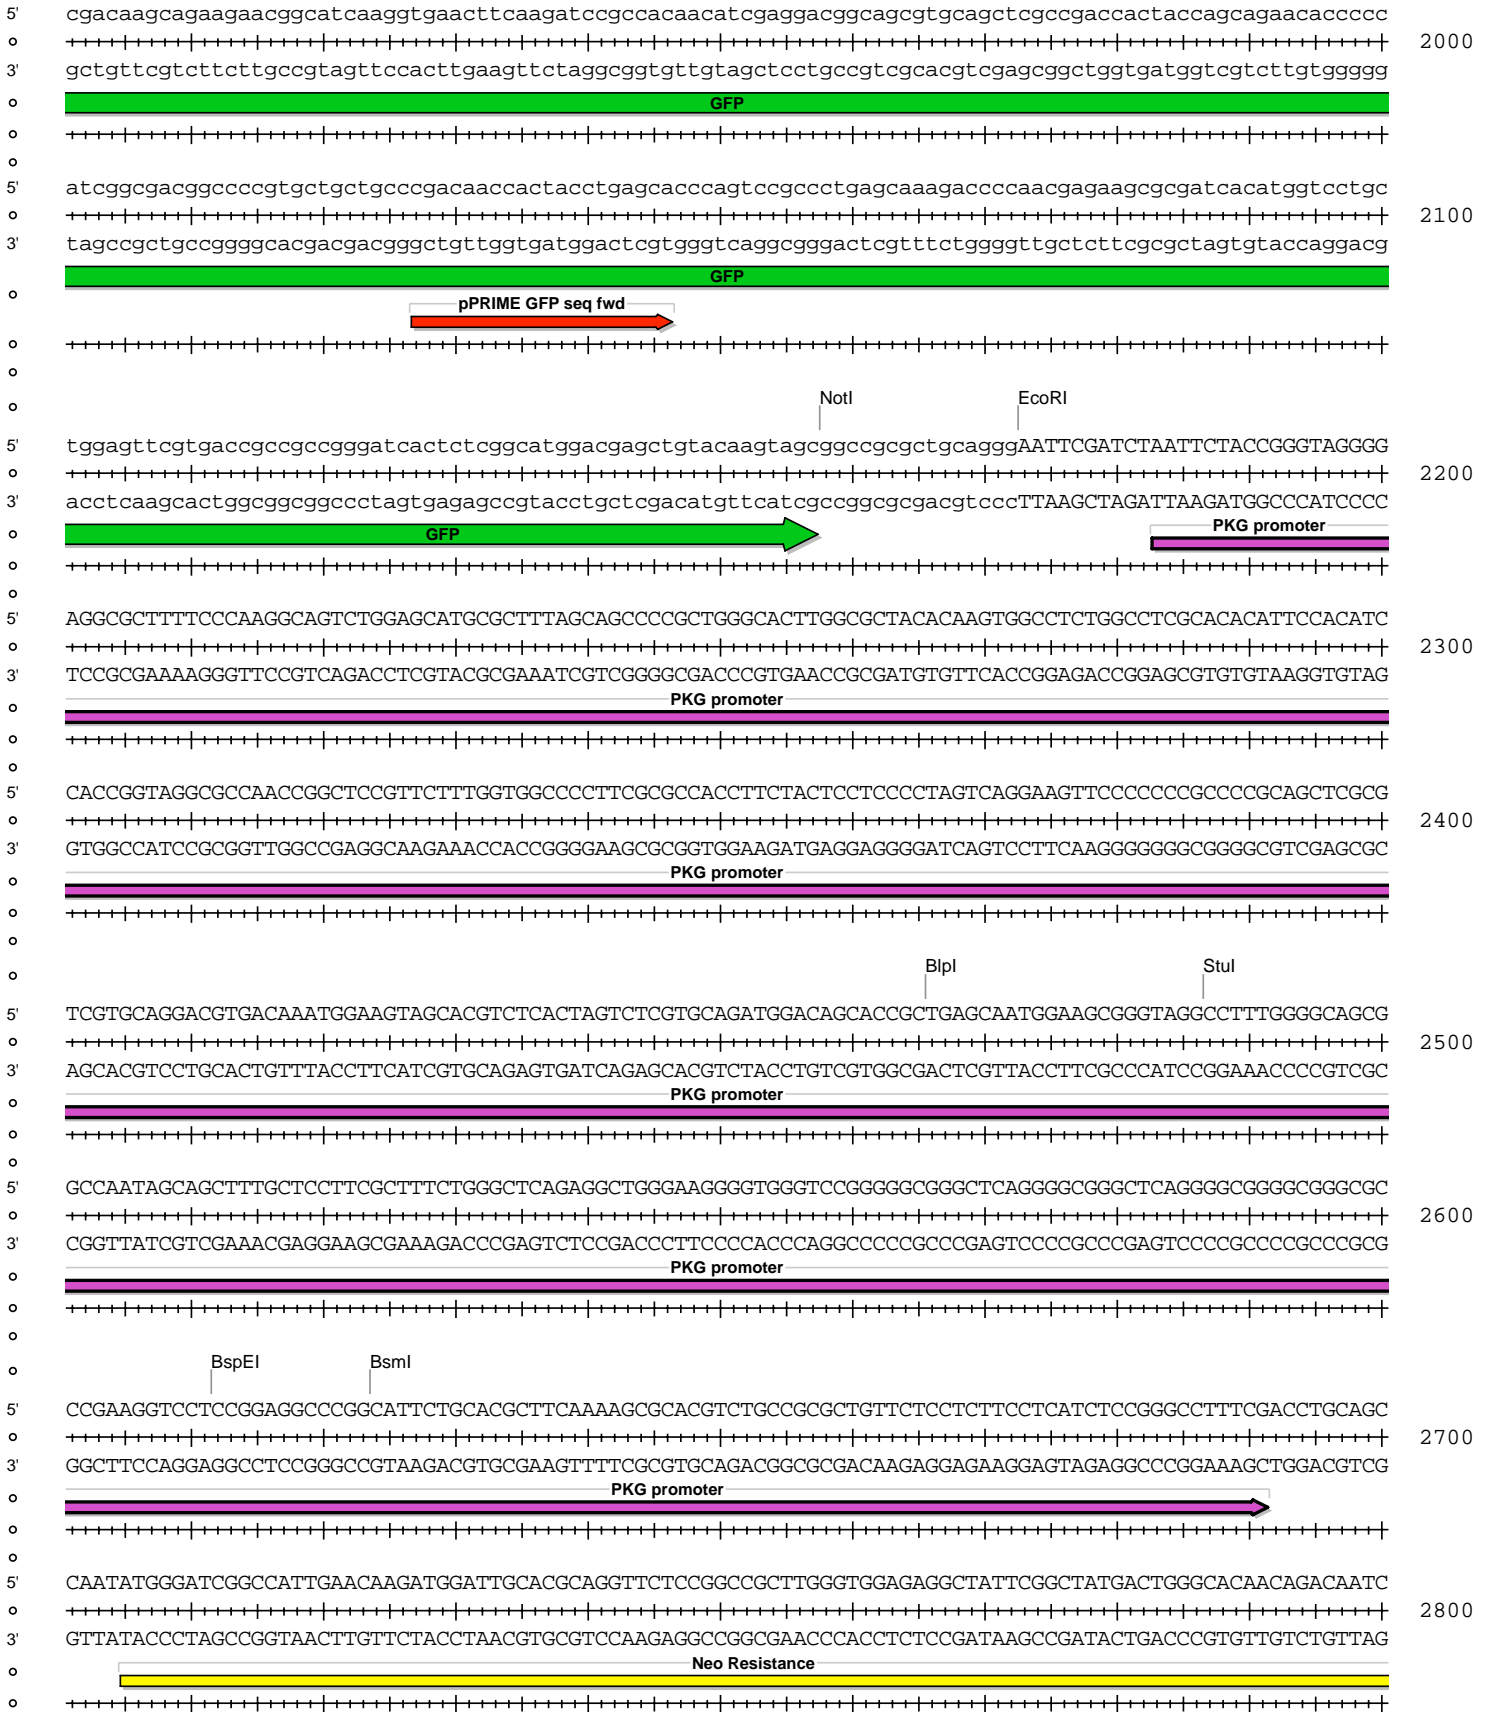 5' cgacaagcagaagaacggcatcaaggtgaacttcaagatccgccacaacatcgaggacggcagcgtgcagctcgccgaccactaccagcagaacaccccc
2000
3' gctgttcgtcttcttgccgtagttccacttgaagttctaggcggtgttgtagctcctgccgtcgcacgtcgagcggctggtgatggtcgtcttgtggggg
GFP
5' atcggcgacggccccgtgctgctgcccgacaaccactacctgagcacccagtccgccctgagcaaagaccccaacgagaagcgcgatcacatggtcctgc
2100
3' tagccgctgccggggcacgacgacgggctgttggtgatggactcgtgggtcaggcgggactcgtttctggggttgctcttcgcgctagtgtaccaggacg
GFP
pPRIME GFP seq fwd
NotI EcoRI
5' tggagttcgtgaccgccgccgggatcactctcggcatggacgagctgtacaagtagcggccgcgctgcagggAATTCGATCTAATTCTACCGGGTAGGGG
2200
3' acctcaagcactggcggcggccctagtgagagccgtacctgctcgacatgttcatcgccggcgcgacgtcccTTAAGCTAGATTAAGATGGCCCATCCCC
GFP PKG promoter
5' AGGCGCTTTTCCCAAGGCAGTCTGGAGCATGCGCTTTAGCAGCCCCGCTGGGCACTTGGCGCTACACAAGTGGCCTCTGGCCTCGCACACATTCCACATC
2300
3' TCCGCGAAAAGGGTTCCGTCAGACCTCGTACGCGAAATCGTCGGGGCGACCCGTGAACCGCGATGTGTTCACCGGAGACCGGAGCGTGTGTAAGGTGTAG
PKG promoter
5' CACCGGTAGGCGCCAACCGGCTCCGTTCTTTGGTGGCCCCTTCGCGCCACCTTCTACTCCTCCCCTAGTCAGGAAGTTCCCCCCCGCCCCGCAGCTCGCG
2400
3' GTGGCCATCCGCGGTTGGCCGAGGCAAGAAACCACCGGGGAAGCGCGGTGGAAGATGAGGAGGGGATCAGTCCTTCAAGGGGGGGCGGGGCGTCGAGCGC
PKG promoter
BlpI StuI
5' TCGTGCAGGACGTGACAAATGGAAGTAGCACGTCTCACTAGTCTCGTGCAGATGGACAGCACCGCTGAGCAATGGAAGCGGGTAGGCCTTTGGGGCAGCG
2500
3' AGCACGTCCTGCACTGTTTACCTTCATCGTGCAGAGTGATCAGAGCACGTCTACCTGTCGTGGCGACTCGTTACCTTCGCCCATCCGGAAACCCCGTCGC
PKG promoter
5' GCCAATAGCAGCTTTGCTCCTTCGCTTTCTGGGCTCAGAGGCTGGGAAGGGGTGGGTCCGGGGGCGGGCTCAGGGGCGGGCTCAGGGGCGGGGCGGGCGC
2600
3' CGGTTATCGTCGAAACGAGGAAGCGAAAGACCCGAGTCTCCGACCCTTCCCCACCCAGGCCCCCGCCCGAGTCCCCGCCCGAGTCCCCGCCCCGCCCGCG
PKG promoter
BspEI BsmI
5' CCGAAGGTCCTCCGGAGGCCCGGCATTCTGCACGCTTCAAAAGCGCACGTCTGCCGCGCTGTTCTCCTCTTCCTCATCTCCGGGCCTTTCGACCTGCAGC
2700
3' GGCTTCCAGGAGGCCTCCGGGCCGTAAGACGTGCGAAGTTTTCGCGTGCAGACGGCGCGACAAGAGGAGAAGGAGTAGAGGCCCGGAAAGCTGGACGTCG
PKG promoter
5' CAATATGGGATCGGCCATTGAACAAGATGGATTGCACGCAGGTTCTCCGGCCGCTTGGGTGGAGAGGCTATTCGGCTATGACTGGGCACAACAGACAATC
2800
3' GTTATACCCTAGCCGGTAACTTGTTCTACCTAACGTGCGTCCAAGAGGCCGGCGAACCCACCTCTCCGATAAGCCGATACTGACCCGTGTTGTCTGTTAG
Neo Resistance